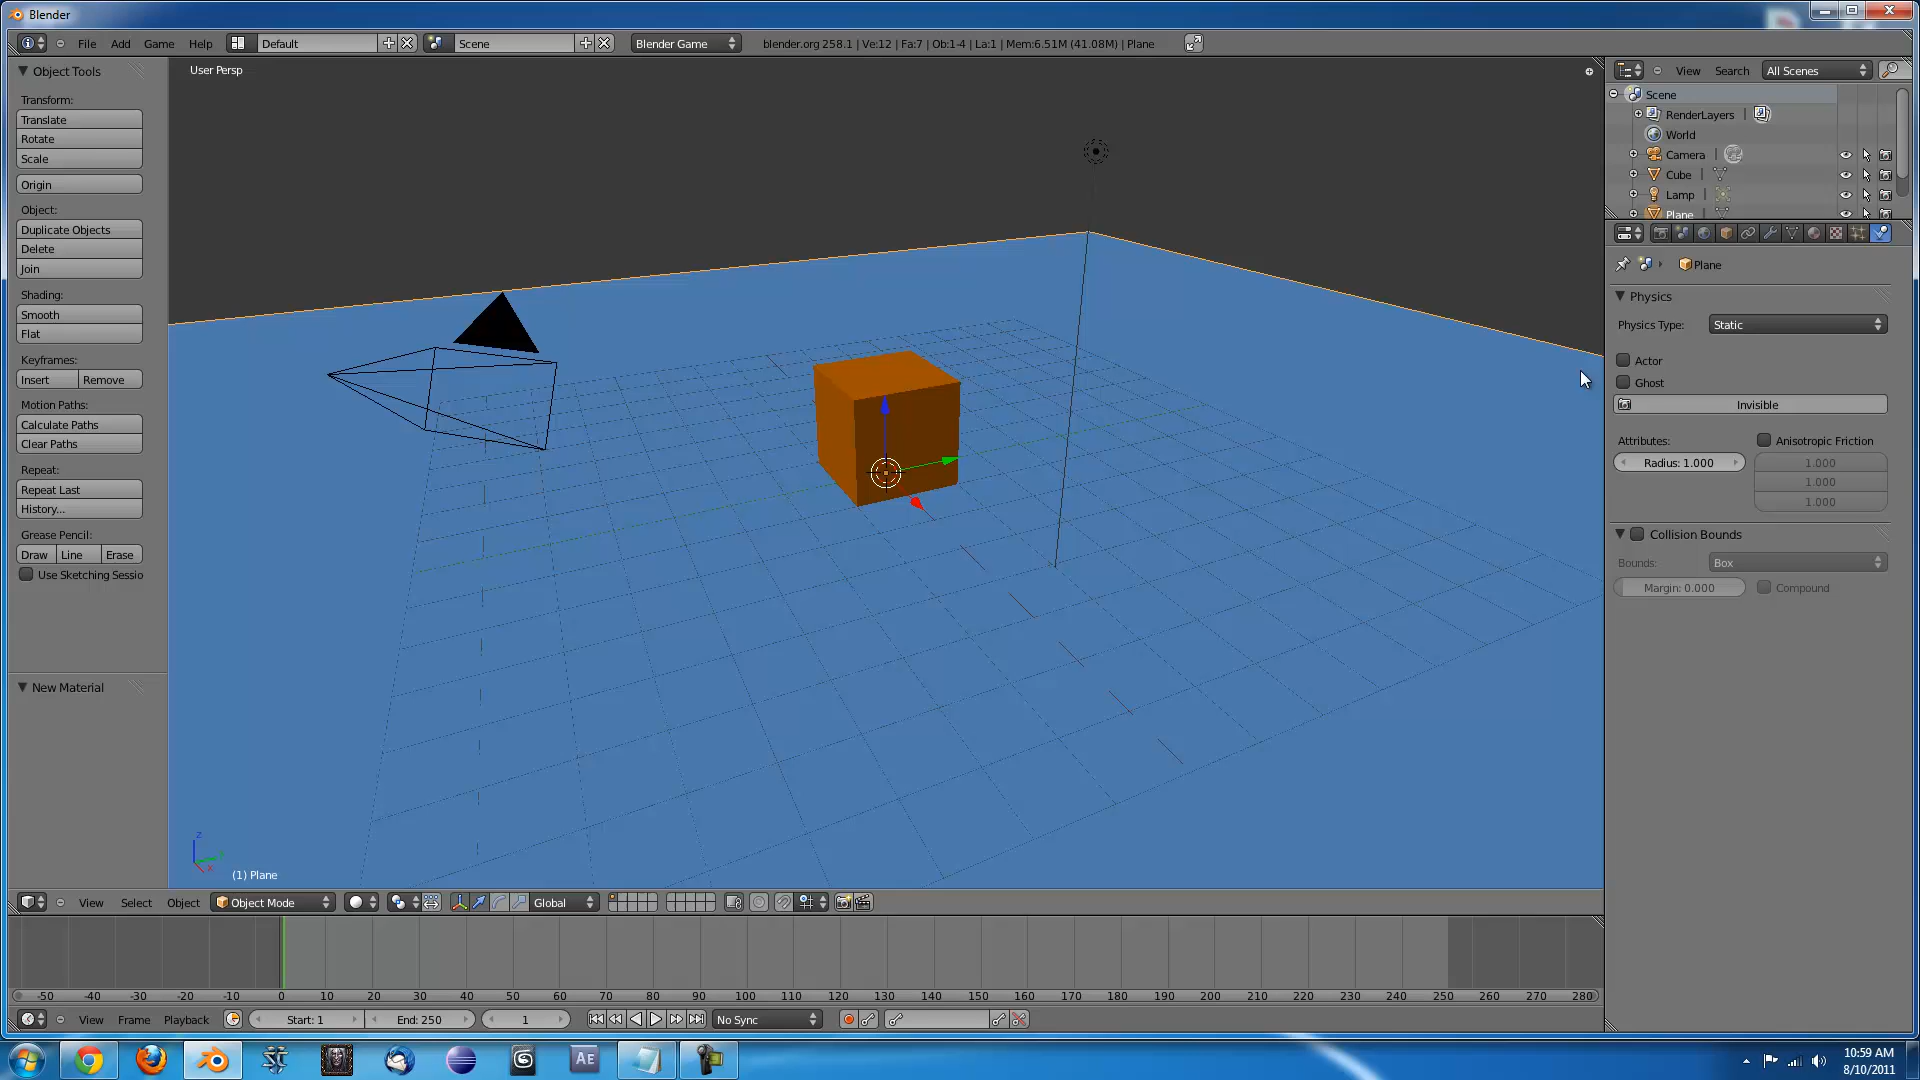 Blender
File Add Game Help Default Scene Blender Game blender.org 258.1 | Ve:12 | Fa:7 | Ob:1-4 | La:1 | Mem:6.51M (41.08M) | Plane
Object Tools
Transform:
Translate
Rotate
Scale
Origin
Object:
Duplicate Objects
Delete
Join
Shading:
Smooth
Flat
Keyframes:
Insert Remove
Motion Paths:
Calculate Paths
Clear Paths
Repeat:
Repeat Last
History...
Grease Pencil:
Draw Line Erase
Use Sketching Sessio
New Material
User Persp
z
x
(1) Plane
View Search All Scenes
Scene
RenderLayers
World
Camera
Cube
Lamp
Plane
Plane
Physics
Physics Type: Static
Actor
Ghost
Invisible
Attributes: Anisotropic Friction
Radius: 1.000 1.000
1.000
1.000
Collision Bounds
Bounds: Box
Margin: 0.000 Compound
View Select Object Object Mode Global
-50 -40 -30 -20 -10 0 10 20 30 40 50 60 70 80 90 100 110 120 130 140 150 160 170 180 190 200 210 220 230 240 250 260 270 280
View Frame Playback Start: 1 End: 250 1 No Sync
AE
10:59 AM
8/10/2011